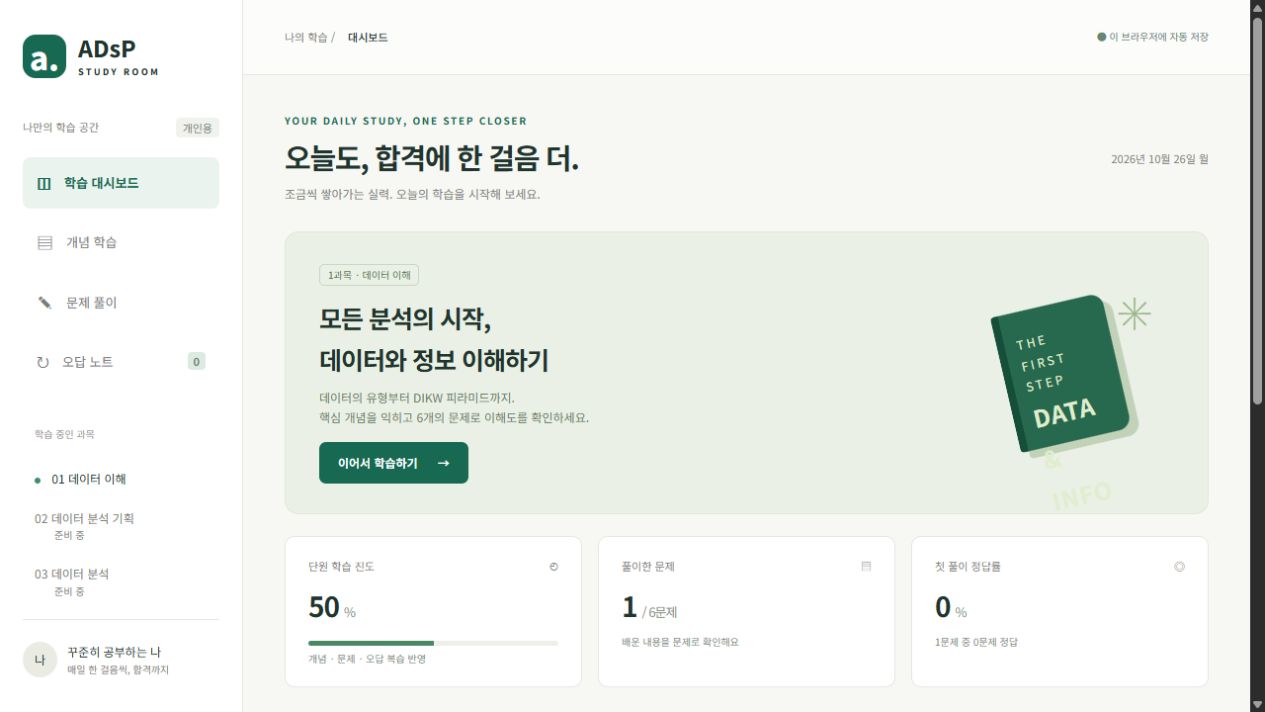 a.
ADsP
STUDY ROOM
나만의 학습 공간
개인용
학습 대시보드
개념 학습
문제 풀이
오답 노트
0
학습 중인 과목
01 데이터 이해
02 데이터 분석 기획
준비 중
03 데이터 분석
준비 중
나
꾸준히 공부하는 나
매일 한 걸음씩, 합격까지
나의 학습 / 대시보드
이 브라우저에 자동 저장
YOUR DAILY STUDY, ONE STEP CLOSER
오늘도, 합격에 한 걸음 더.
조금씩 쌓아가는 실력. 오늘의 학습을 시작해 보세요.
2026년 10월 26일 월
1과목 · 데이터 이해
모든 분석의 시작,
데이터와 정보 이해하기
데이터의 유형부터 DIKW 피라미드까지.
핵심 개념을 익히고 6개의 문제로 이해도를 확인하세요.
이어서 학습하기 →
THE
FIRST
STEP
DATA
&
INFO
단원 학습 진도
50 %
개념 · 문제 · 오답 복습 반영
풀이한 문제
1 / 6문제
배운 내용을 문제로 확인해요
첫 풀이 정답률
0 %
1문제 중 0문제 정답